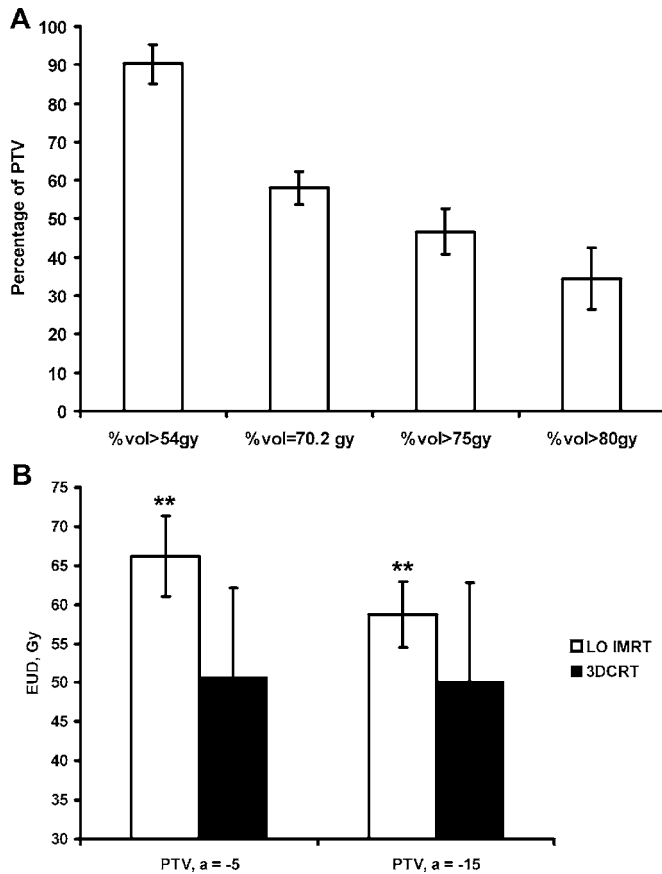 A
Percentage of PTV
100
90
80
70
60
50
40
30
20
10
0
%vol>54gy %vol=70.2 gy %vol>75gy %vol>80gy
B
EUD, Gy
75
70
65
60
55
50
45
40
35
30
**
**
LO IMRT
3DCRT
PTV, a = -5 PTV, a = -15